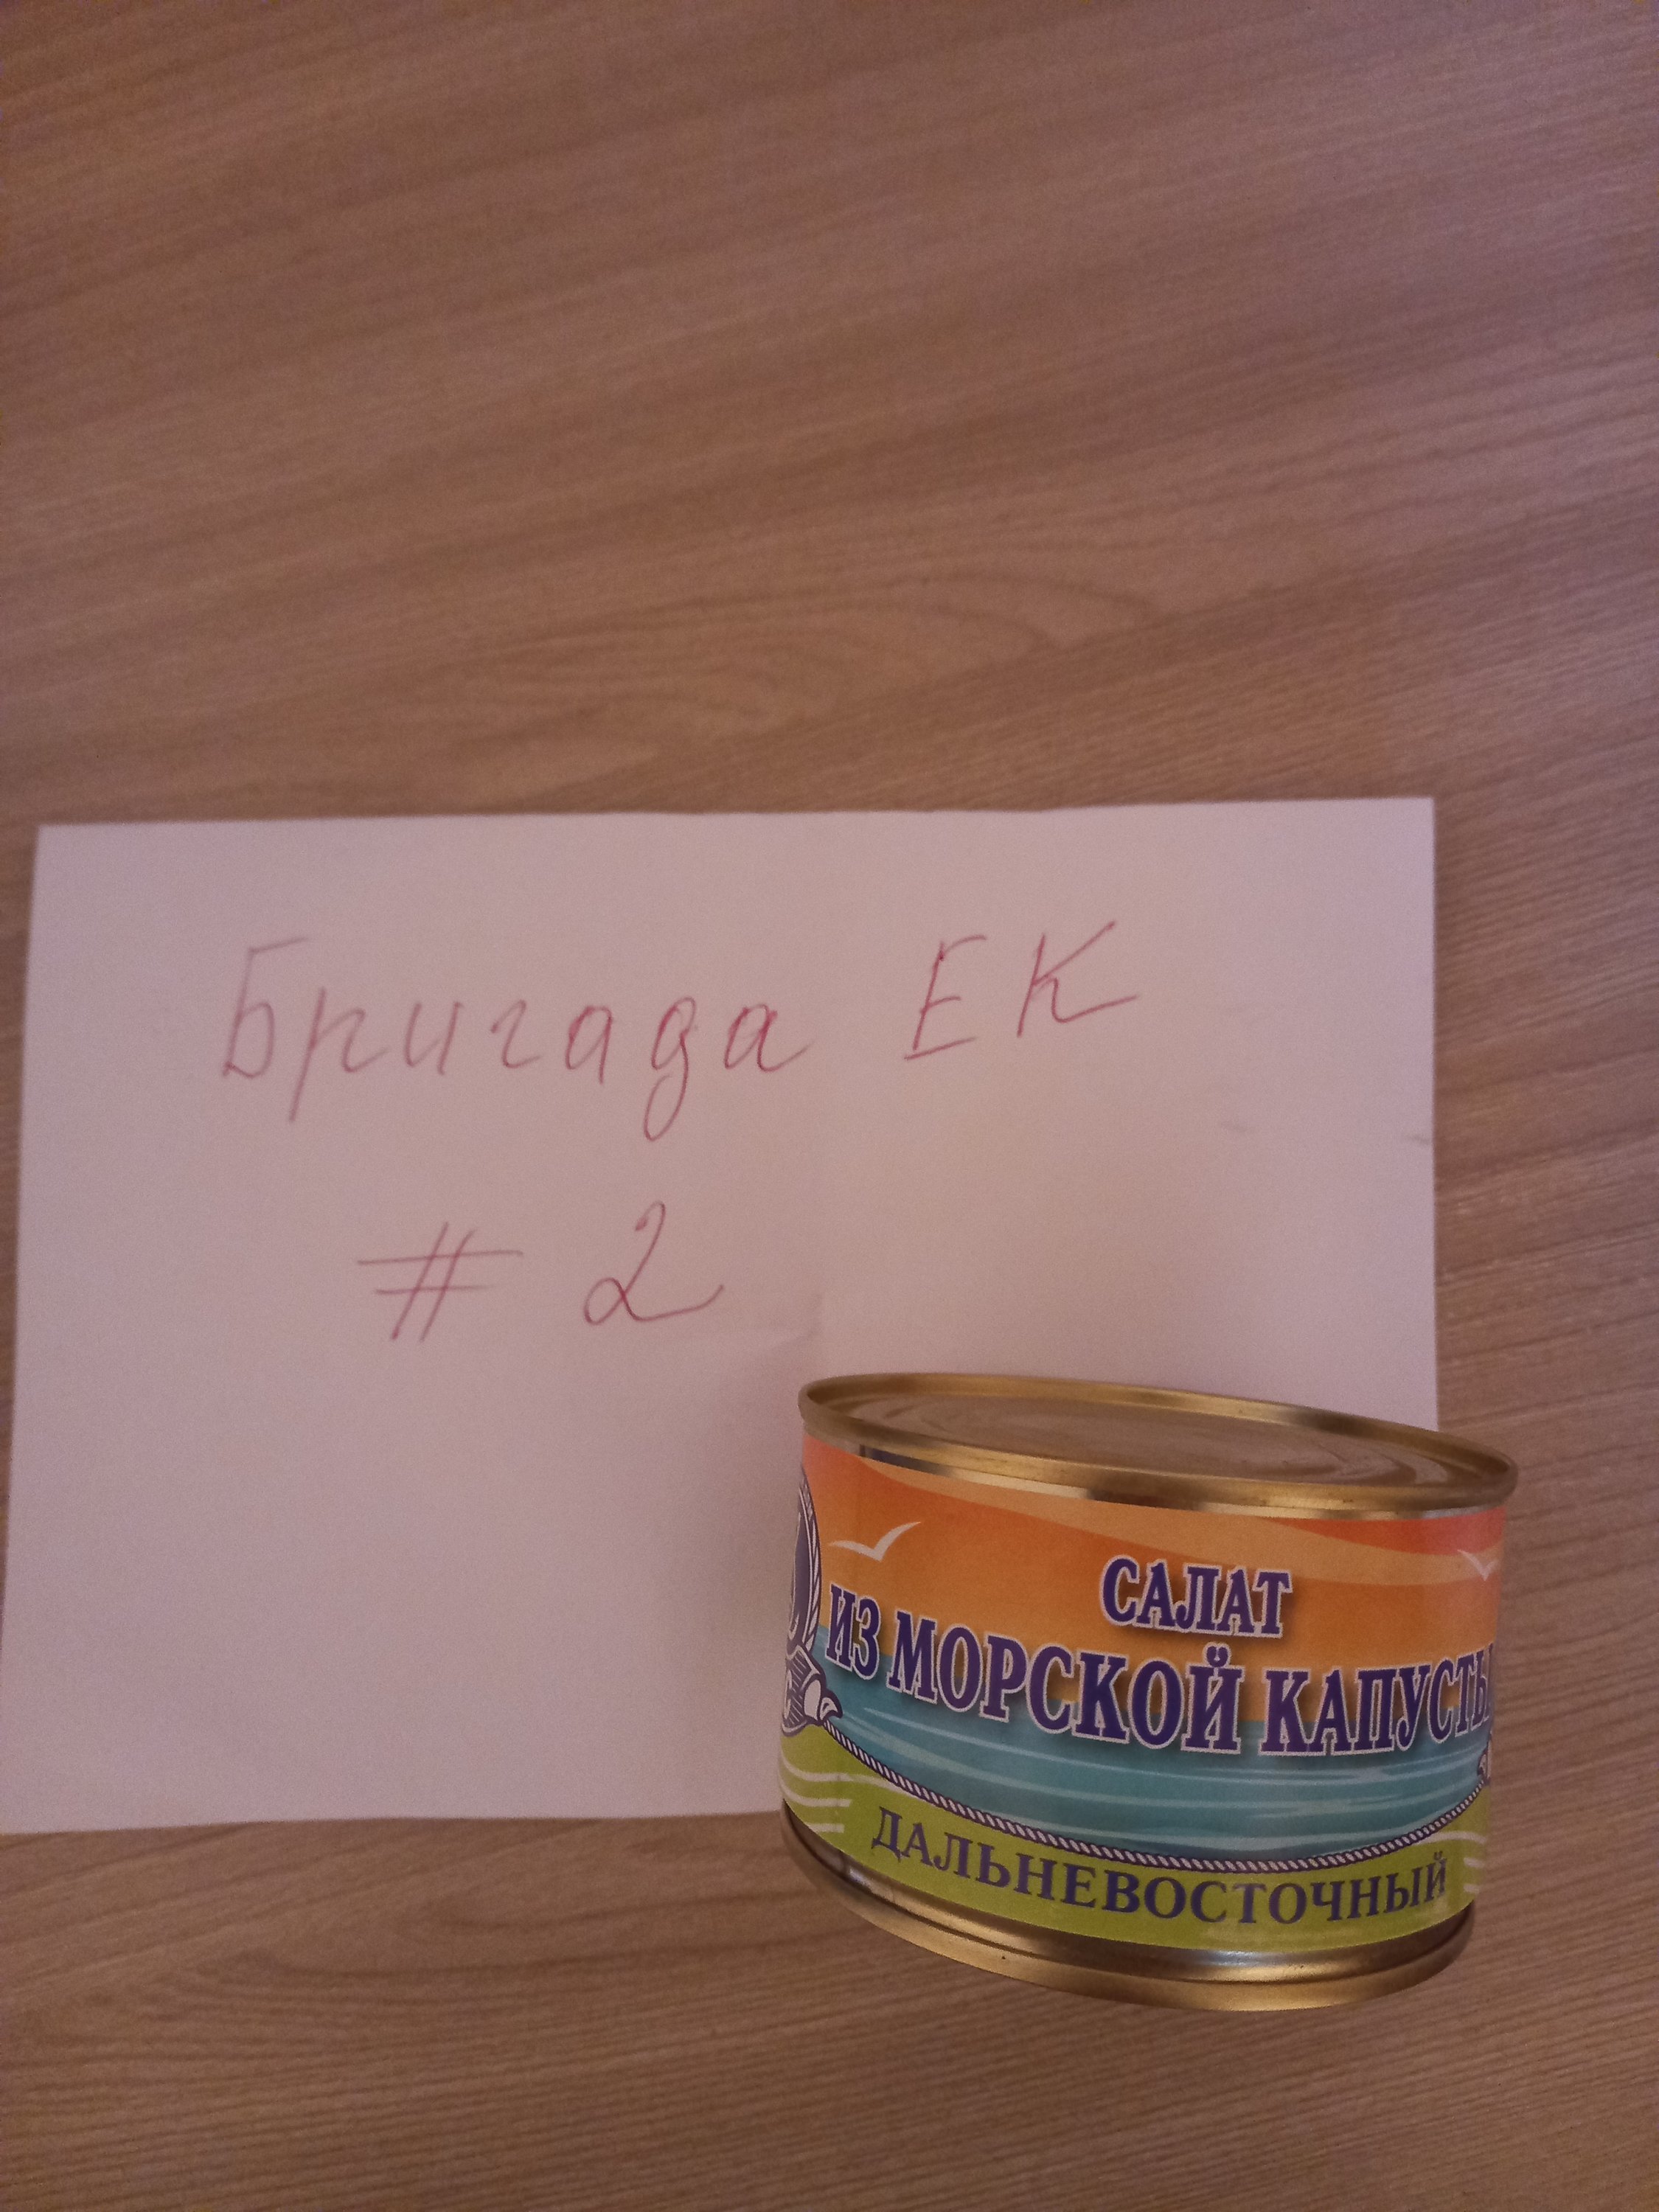 Бригада ЕК
# 2
САЛАТ
ИЗ МОРСКОЙ КАПУСТЫ
ДАЛЬНЕВОСТОЧНЫЙ